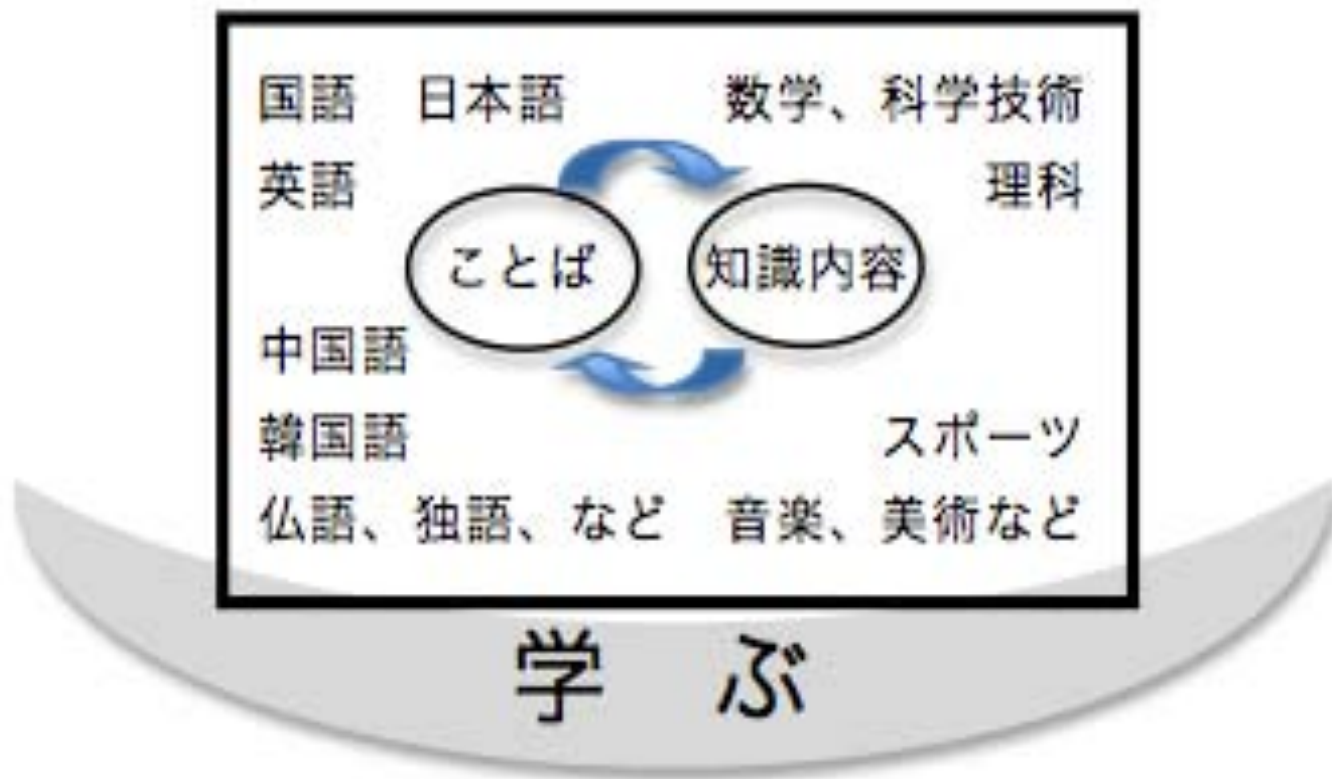 国語　日本語　数学、科学技術
英語　理科
ことば　知識内容
中国語
韓国語　スポーツ
仏語、独語、など　音楽、美術など
学　ぶ